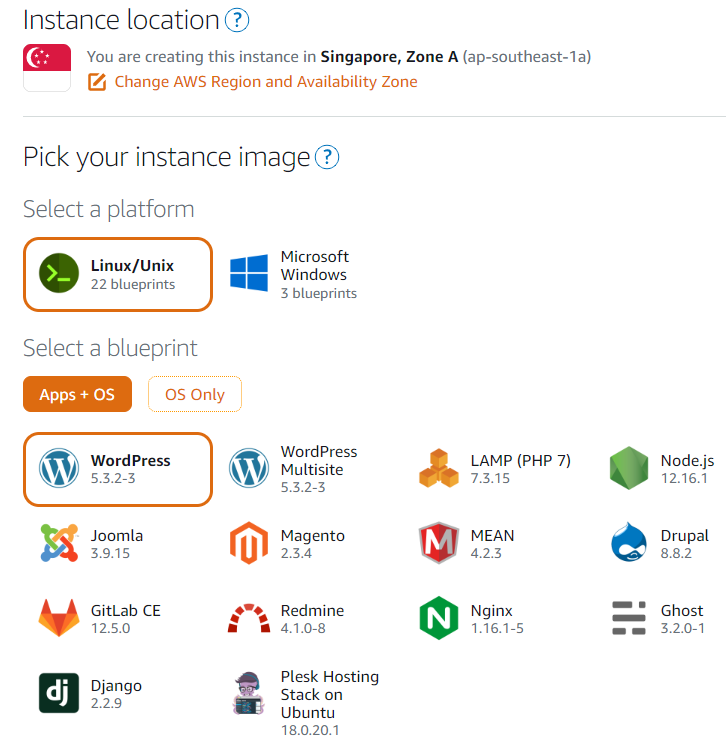 Instance location ?
You are creating this instance in Singapore, Zone A (ap-southeast-1a)
Change AWS Region and Availability Zone
Pick your instance image ?
Select a platform
Linux/Unix
22 blueprints
Microsoft
Windows
3 blueprints
Select a blueprint
Apps + OS
OS Only
WordPress
5.3.2-3
WordPress
Multisite
5.3.2-3
LAMP (PHP 7)
7.3.15
Node.js
12.16.1
Joomla
3.9.15
Magento
2.3.4
M
MEAN
4.2.3
Drupal
8.8.2
GitLab CE
12.5.0
Redmine
4.1.0-8
N
Nginx
1.16.1-5
Ghost
3.2.0-1
dj
Django
2.2.9
Plesk Hosting
Stack on
Ubuntu
18.0.20.1